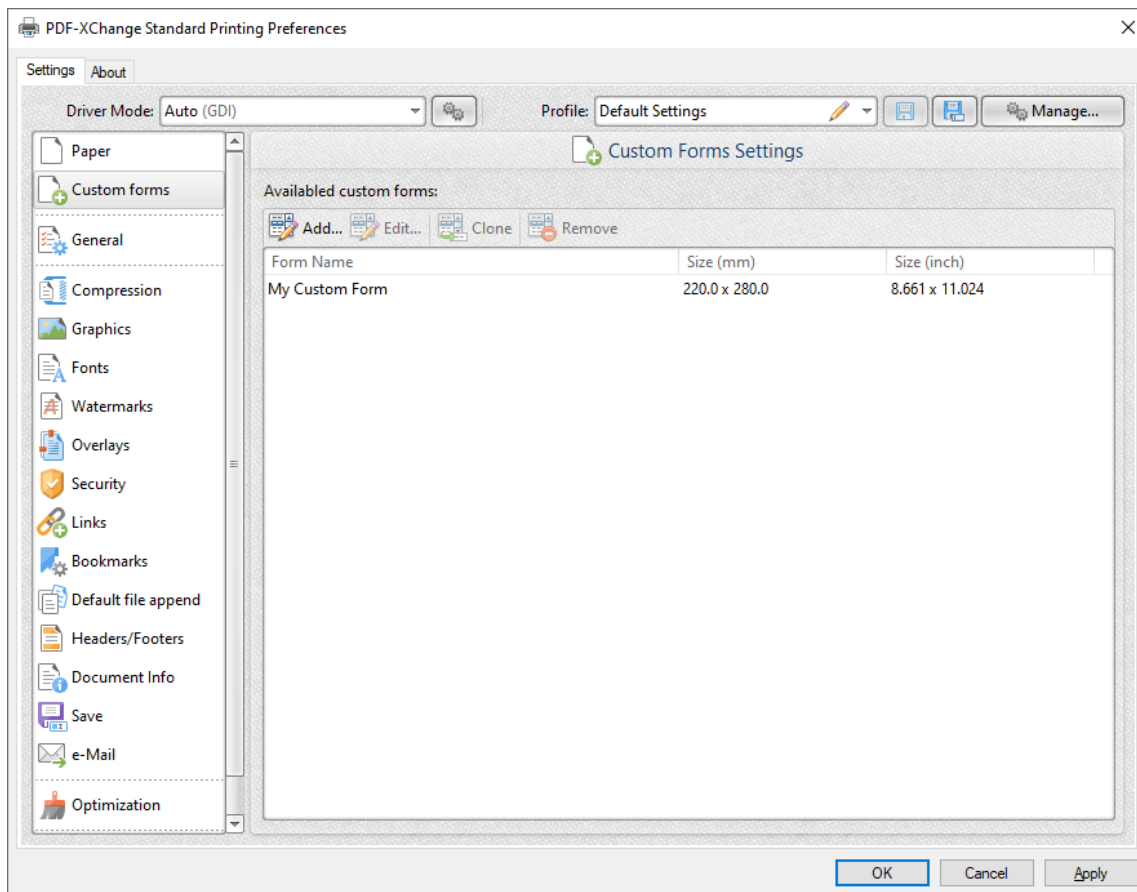 PDF-XChange Standard Printing Preferences
Settings About
Driver Mode: Auto (GDI) Profile: Default Settings Manage...
Paper
Custom forms
General
Compression
Graphics
Fonts
Watermarks
Overlays
Security
Links
Bookmarks
Default file append
Headers/Footers
Document Info
Save
e-Mail
Optimization
Custom Forms Settings
Availabled custom forms:
Add... Edit... Clone Remove
Form Name Size (mm) Size (inch)
My Custom Form 220.0 x 280.0 8.661 x 11.024
OK Cancel Apply